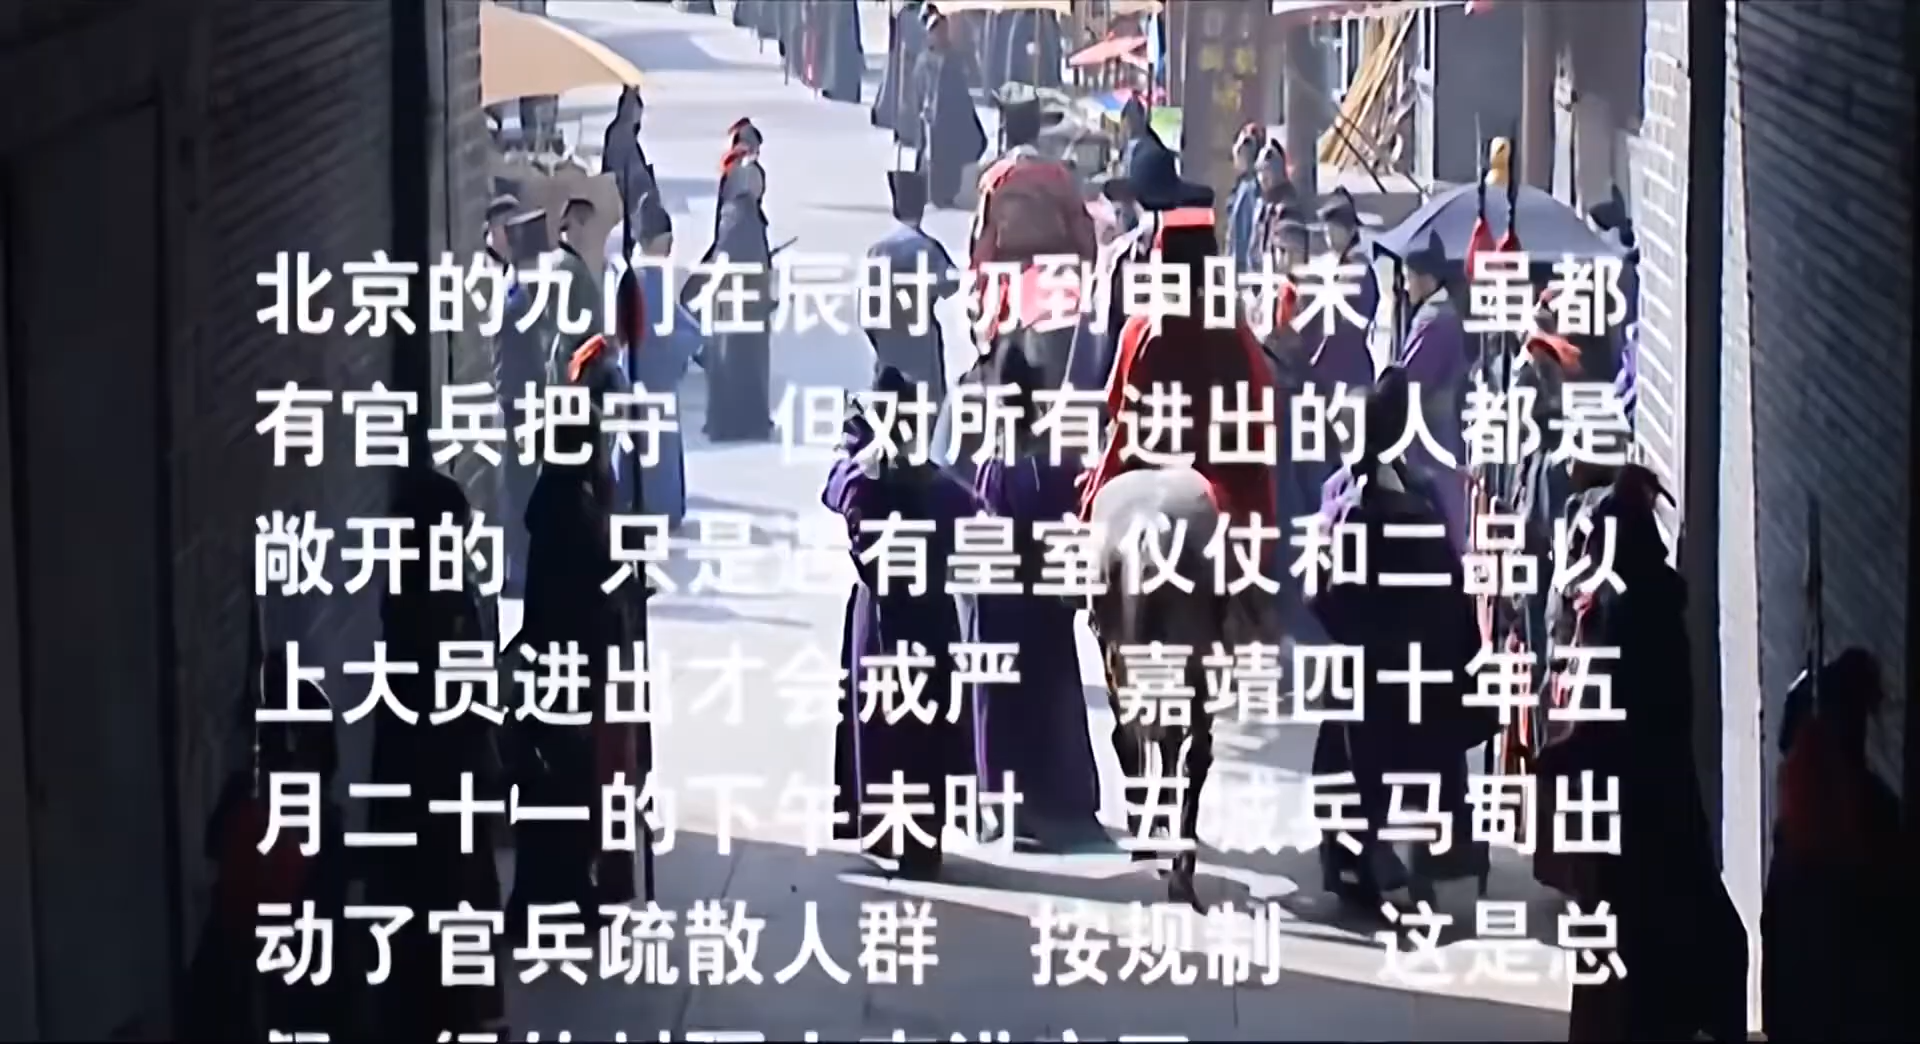 北京的九门在辰时初到申时末 虽都
有官兵把守 但对所有进出的人都是
敞开的 只是遇有皇室仪仗和二品以
上大员进出才会戒严 嘉靖四十年五
月二十一的下午未时 五城兵马司出
动了官兵疏散人群 按规制 这是总